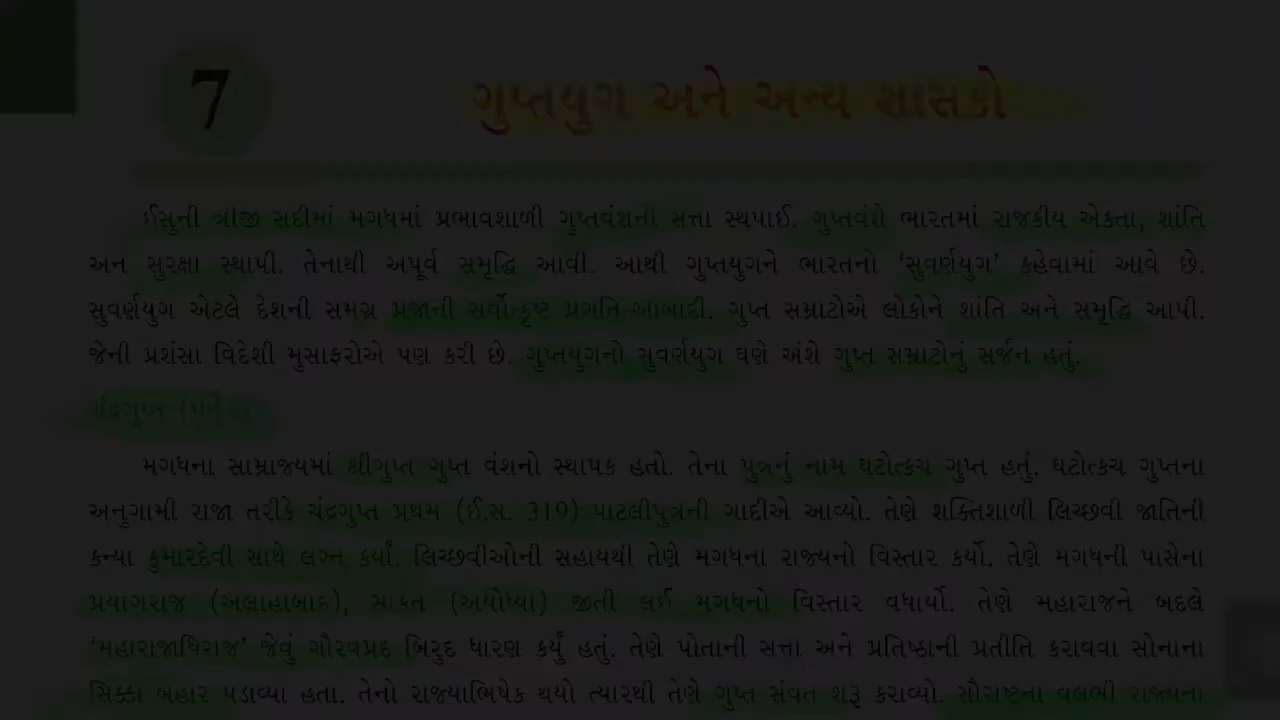 7
ગુપ્તયુગ અને અન્ય શાસકો
ઈસુની ત્રીજી સદીમાં મગધમાં પ્રભાવશાળી ગુપ્તવંશની સત્તા સ્થપાઈ. ગુપ્તવંશે ભારતમાં રાજકીય એકતા, શાંતિ
અને સુરક્ષા સ્થાપી. તેનાથી અપૂર્વ સમૃદ્ધિ આવી. આથી ગુપ્તયુગને ભારતનો ‘સુવર્ણયુગ’ કહેવામાં આવે છે.
સુવર્ણયુગ એટલે દેશની સમગ્ર પ્રજાની સર્વોત્કૃષ્ટ પ્રગતિ-આબાદી. ગુપ્ત સમ્રાટોએ લોકોને શાંતિ અને સમૃદ્ધિ આપી.
જેની પ્રશંસા વિદેશી મુસાફરોએ પણ કરી છે. ગુપ્તયુગનો સુવર્ણયુગ ઘણે અંશે ગુપ્ત સમ્રાટોનું સર્જન હતું.
ચંદ્રગુપ્ત (પ્રથમ)
મગધના સામ્રાજ્યમાં શ્રીગુપ્ત ગુપ્ત વંશનો સ્થાપક હતો. તેના પુત્રનું નામ ઘટોત્કચ ગુપ્ત હતું. ઘટોત્કચ ગુપ્તના
અનુગામી રાજા તરીકે ચંદ્રગુપ્ત પ્રથમ (ઈ.સ. 319) પાટલીપુત્રની ગાદીએ આવ્યો. તેણે શક્તિશાળી લિચ્છવી જાતિની
કન્યા કુમારદેવી સાથે લગ્ન કર્યાં. લિચ્છવીઓની સહાયથી તેણે મગધના રાજ્યનો વિસ્તાર કર્યો. તેણે મગધની પાસેના
પ્રયાગરાજ (અલાહાબાદ), સાકેત (અયોધ્યા) જીતી લઈ મગધનો વિસ્તાર વધાર્યો. તેણે મહારાજને બદલે
‘મહારાજાધિરાજ’ જેવું ગૌરવપ્રદ બિરુદ ધારણ કર્યું હતું. તેણે પોતાની સત્તા અને પ્રતિષ્ઠાની પ્રતીતિ કરાવવા સોનાના
સિક્કા બહાર પડાવ્યા હતા. તેનો રાજ્યાભિષેક થયો ત્યારથી તેણે ગુપ્ત સંવત શરૂ કરાવ્યો. સૌરાષ્ટ્રના વલભી રાજ્યના